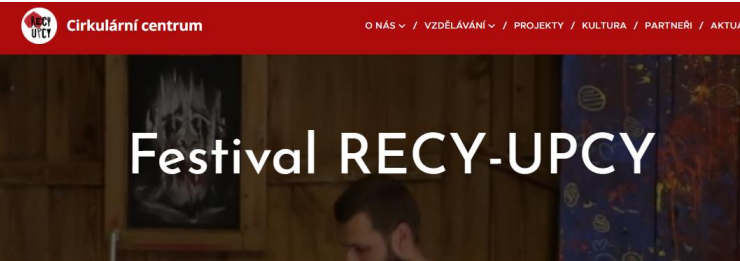 RECY
UPCY
Cirkulární centrum
O NÁS / VZDĚLÁVÁNÍ / PROJEKTY / KULTURA / PARTNEŘI / AKTUA
Festival RECY-UPCY